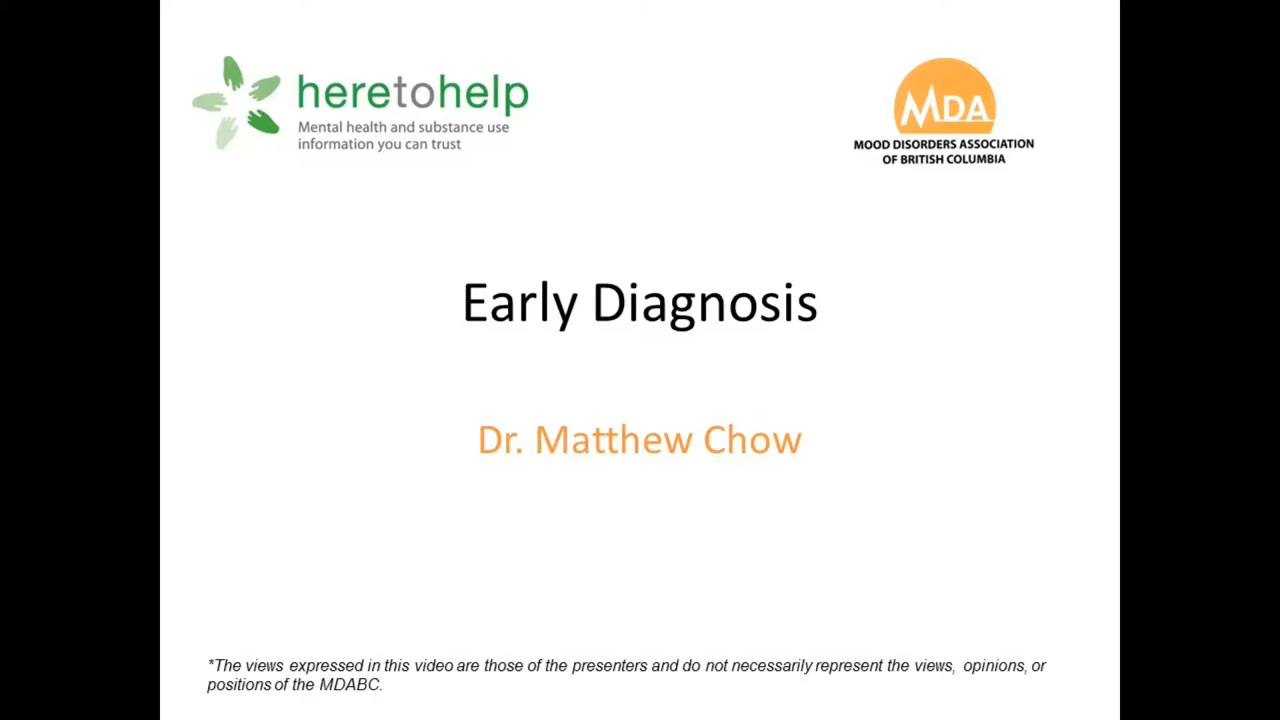 heretohelp
Mental health and substance use
information you can trust
MDA
MOOD DISORDERS ASSOCIATION
OF BRITISH COLUMBIA
Early Diagnosis
Dr. Matthew Chow
*The views expressed in this video are those of the presenters and do not necessarily represent the views, opinions, or
positions of the MDABC.